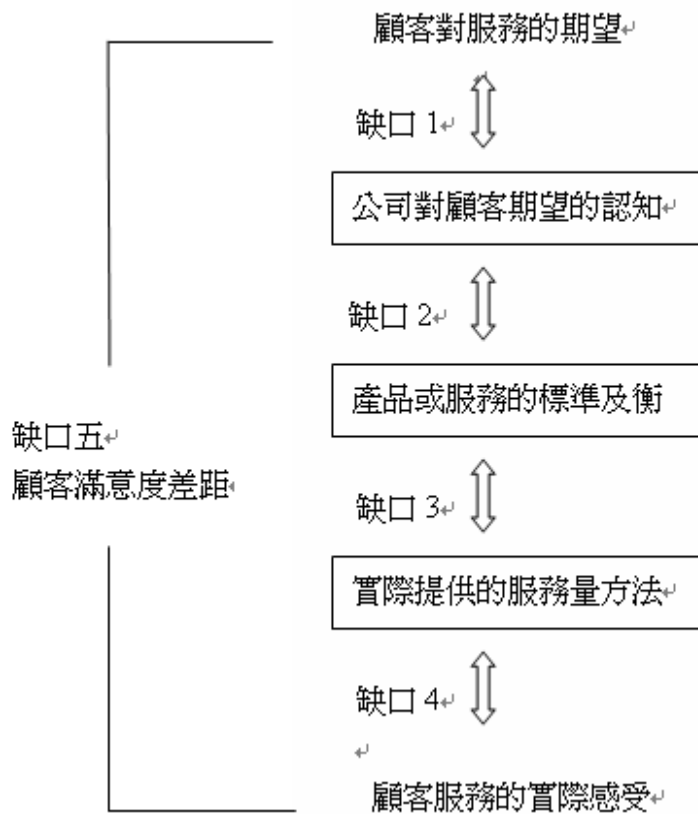 顧客對服務的期望
缺口 1
公司對顧客期望的認知
缺口 2
產品或服務的標準及衡
缺口五
顧客滿意度差距
缺口 3
實際提供的服務量方法
缺口 4
顧客服務的實際感受